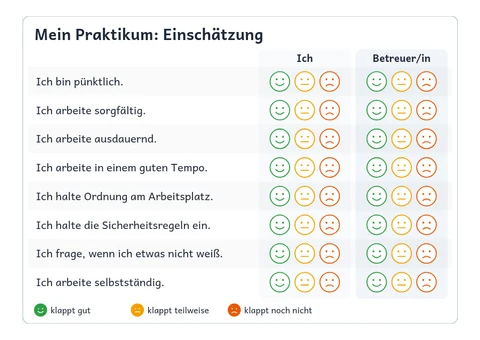 Mein Praktikum: Einschätzung
Ich Betreuer/in
Ich bin pünktlich.
Ich arbeite sorgfältig.
Ich arbeite ausdauernd.
Ich arbeite in einem guten Tempo.
Ich halte Ordnung am Arbeitsplatz.
Ich halte die Sicherheitsregeln ein.
Ich frage, wenn ich etwas nicht weiß.
Ich arbeite selbstständig.
klappt gut klappt teilweise klappt noch nicht